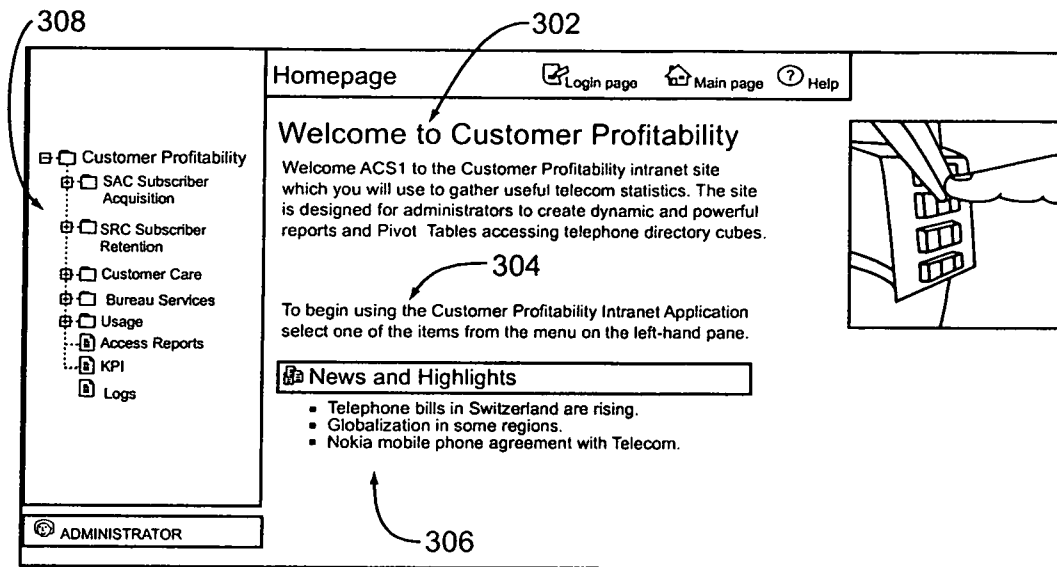 308
302
Homepage
Login page
Main page
? Help
Welcome to Customer Profitability
Welcome ACS1 to the Customer Profitability intranet site
which you will use to gather useful telecom statistics. The site
is designed for administrators to create dynamic and powerful
reports and Pivot Tables accessing telephone directory cubes.
304
To begin using the Customer Profitability Intranet Application
select one of the items from the menu on the left-hand pane.
News and Highlights
Telephone bills in Switzerland are rising.
Globalization in some regions.
Nokia mobile phone agreement with Telecom.
306
Customer Profitability
SAC Subscriber
Acquisition
SRC Subscriber
Retention
Customer Care
Bureau Services
Usage
Access Reports
KPI
Logs
ADMINISTRATOR